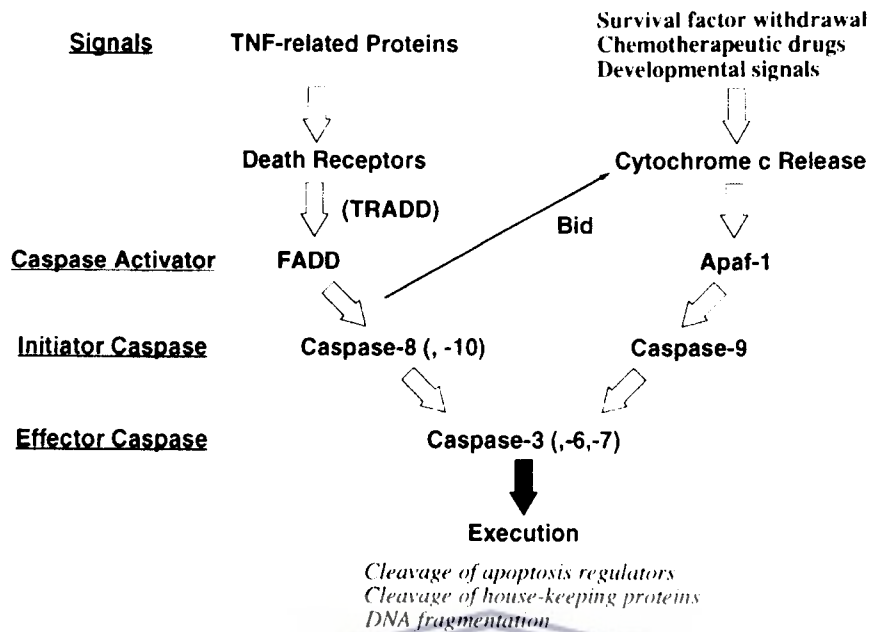 Signals
TNF-related Proteins
Survival factor withdrawal
Chemotherapeutic drugs
Developmental signals
Death Receptors
Cytochrome c Release
(TRADD)
Bid
Caspase Activator
FADD
Apaf-1
Initiator Caspase
Caspase-8 (, -10)
Caspase-9
Effector Caspase
Caspase-3 (,-6,-7)
Execution
Cleavage of apoptosis regulators
Cleavage of house-keeping proteins
DNA fragmentation